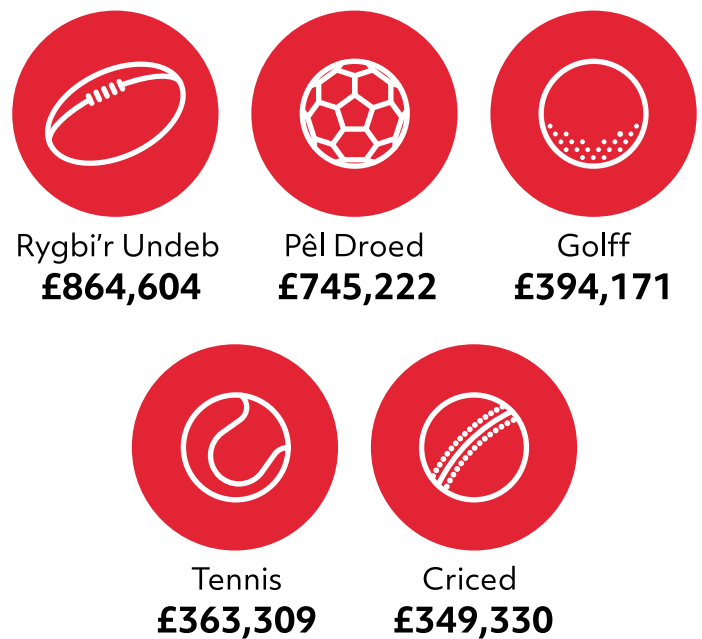 Rygbi'r Undeb
£864,604
Pêl Droed
£745,222
Golff
£394,171
Tennis
£363,309
Criced
£349,330